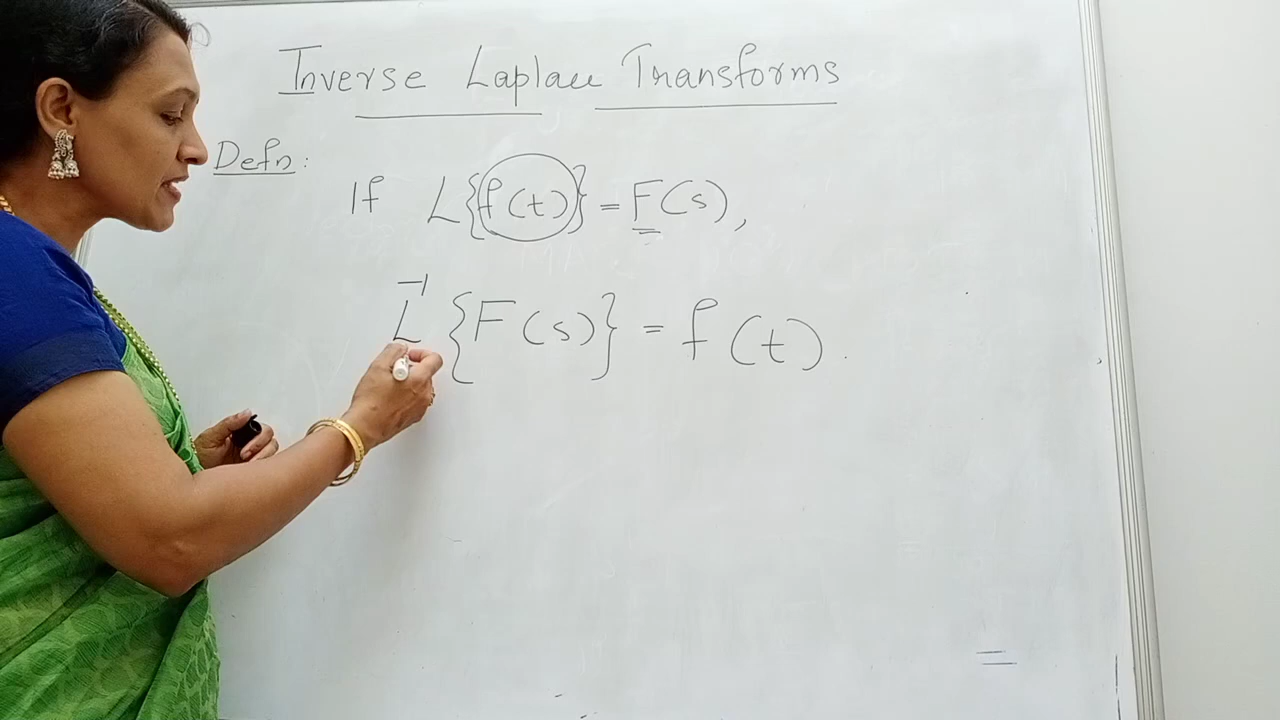 Inverse Laplace Transforms
Defn:
If L{f(t)} = F(s),
L⁻¹{F(s)} = f(t).